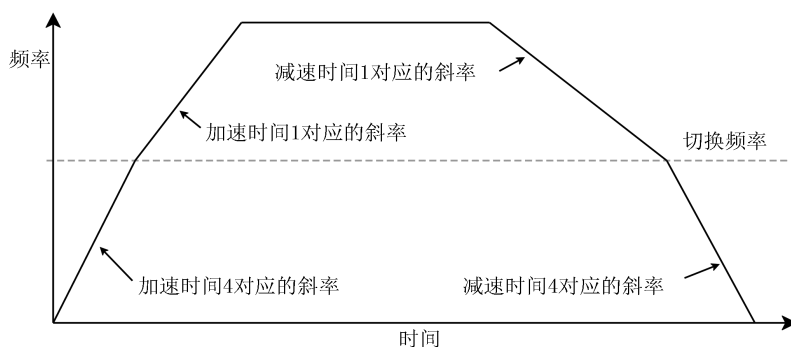 频率
减速时间1对应的斜率
加速时间1对应的斜率
切换频率
加速时间4对应的斜率
减速时间4对应的斜率
时间